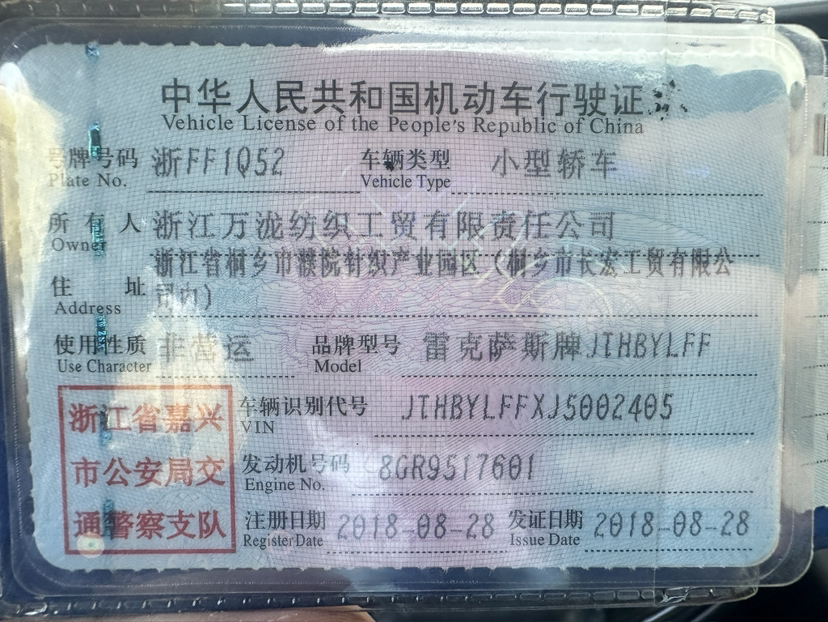 中华人民共和国机动车行驶证
Vehicle License of the People's Republic of China
号牌号码 浙FF1Q52 车辆类型 小型轿车
Plate No. Vehicle Type
所有人 浙江万泷纺织工贸有限责任公司
Owner
浙江省桐乡市濮院针织产业园区（桐乡市长宏工贸有限公
住址 司内）
Address
使用性质 非营运 品牌型号 雷克萨斯牌JTHBYLFF
Use Character Model
浙江省嘉兴 车辆识别代号 JTHBYLFFXJ5002405
VIN
市公安局交 发动机号码 8GR9517601
Engine No.
通警察支队 注册日期 2018-08-28 发证日期 2018-08-28
Register Date Issue Date